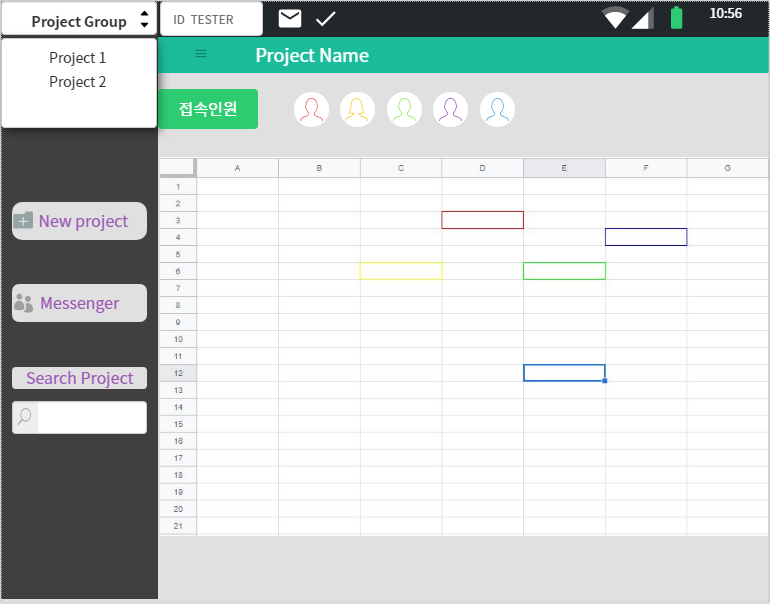 Project Group
ID TESTER
10:56
Project 1
Project 2
Project Name
접속인원
New project
Messenger
Search Project
A B C D E F G
1
2
3
4
5
6
7
8
9
10
11
12
13
14
15
16
17
18
19
20
21